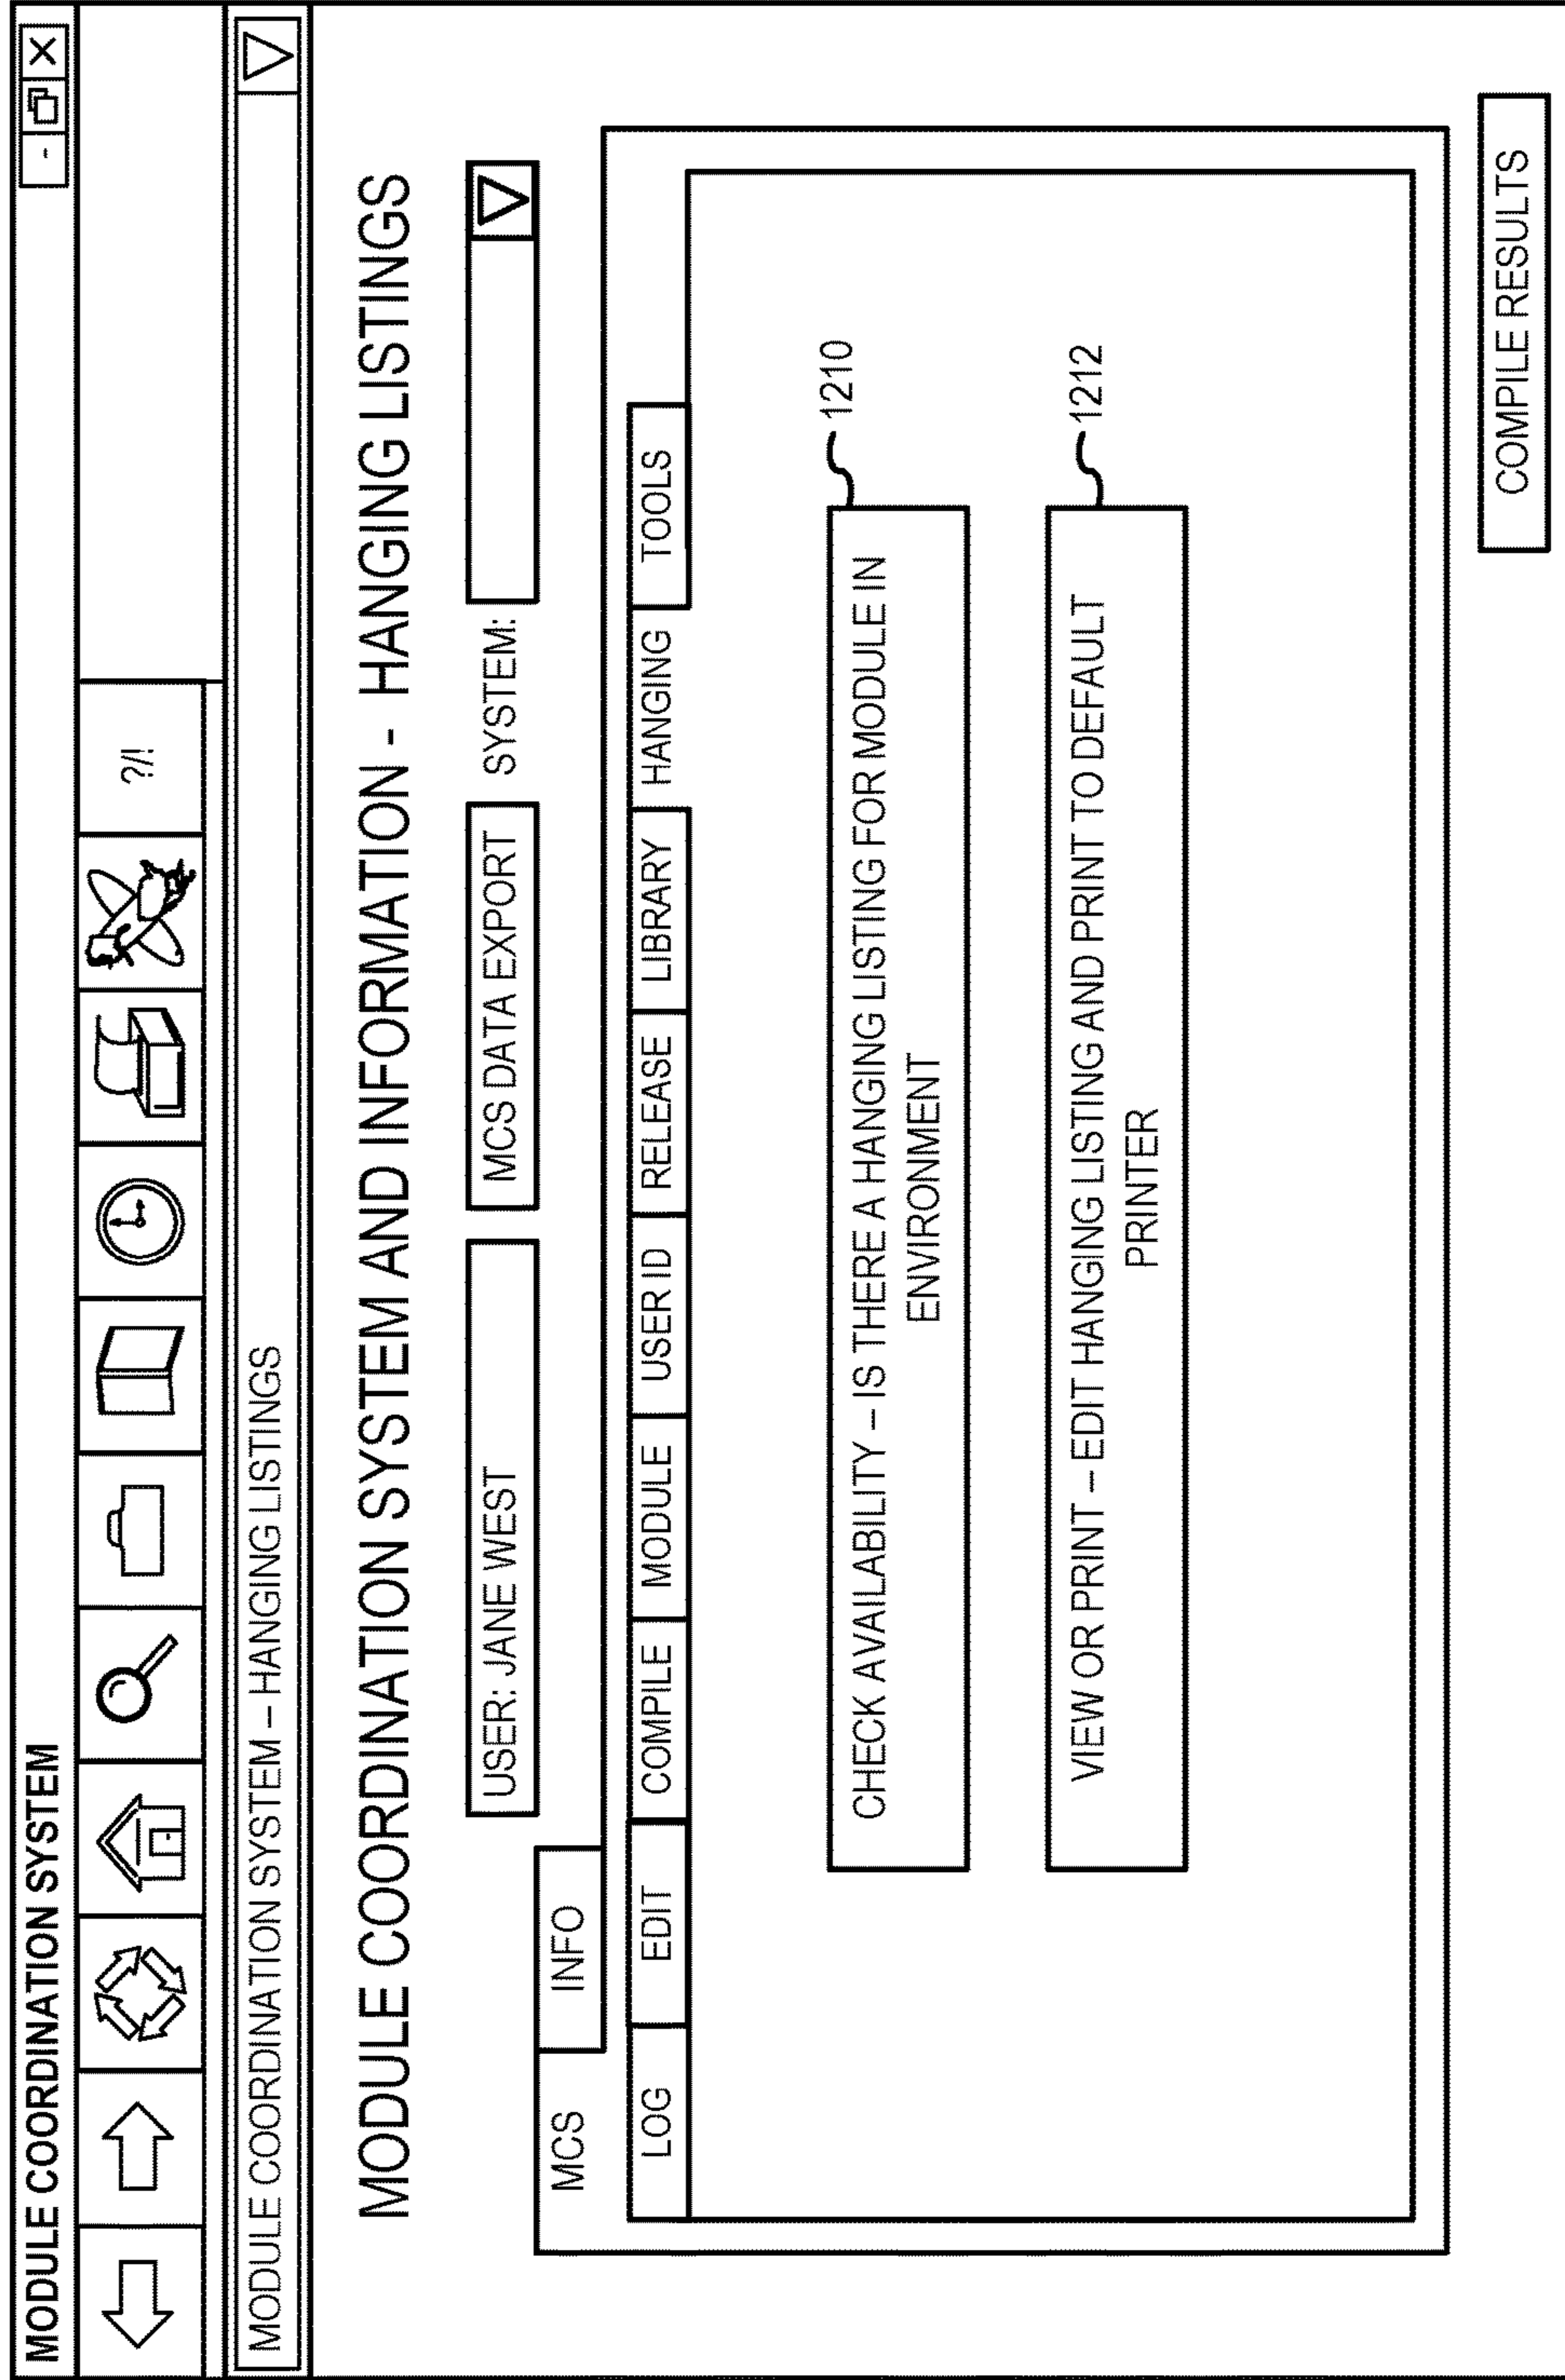 MODULE COORDINATION SYSTEM
- X
?/!
MODULE COORDINATION SYSTEM – HANGING LISTINGS
MODULE COORDINATION SYSTEM AND INFORMATION - HANGING LISTINGS
USER: JANE WEST MCS DATA EXPORT SYSTEM:
MCS INFO
LOG EDIT COMPILE MODULE USER ID RELEASE LIBRARY HANGING TOOLS
1210
CHECK AVAILABILITY – IS THERE A HANGING LISTING FOR MODULE IN
ENVIRONMENT
1212
VIEW OR PRINT – EDIT HANGING LISTING AND PRINT TO DEFAULT
PRINTER
COMPILE RESULTS